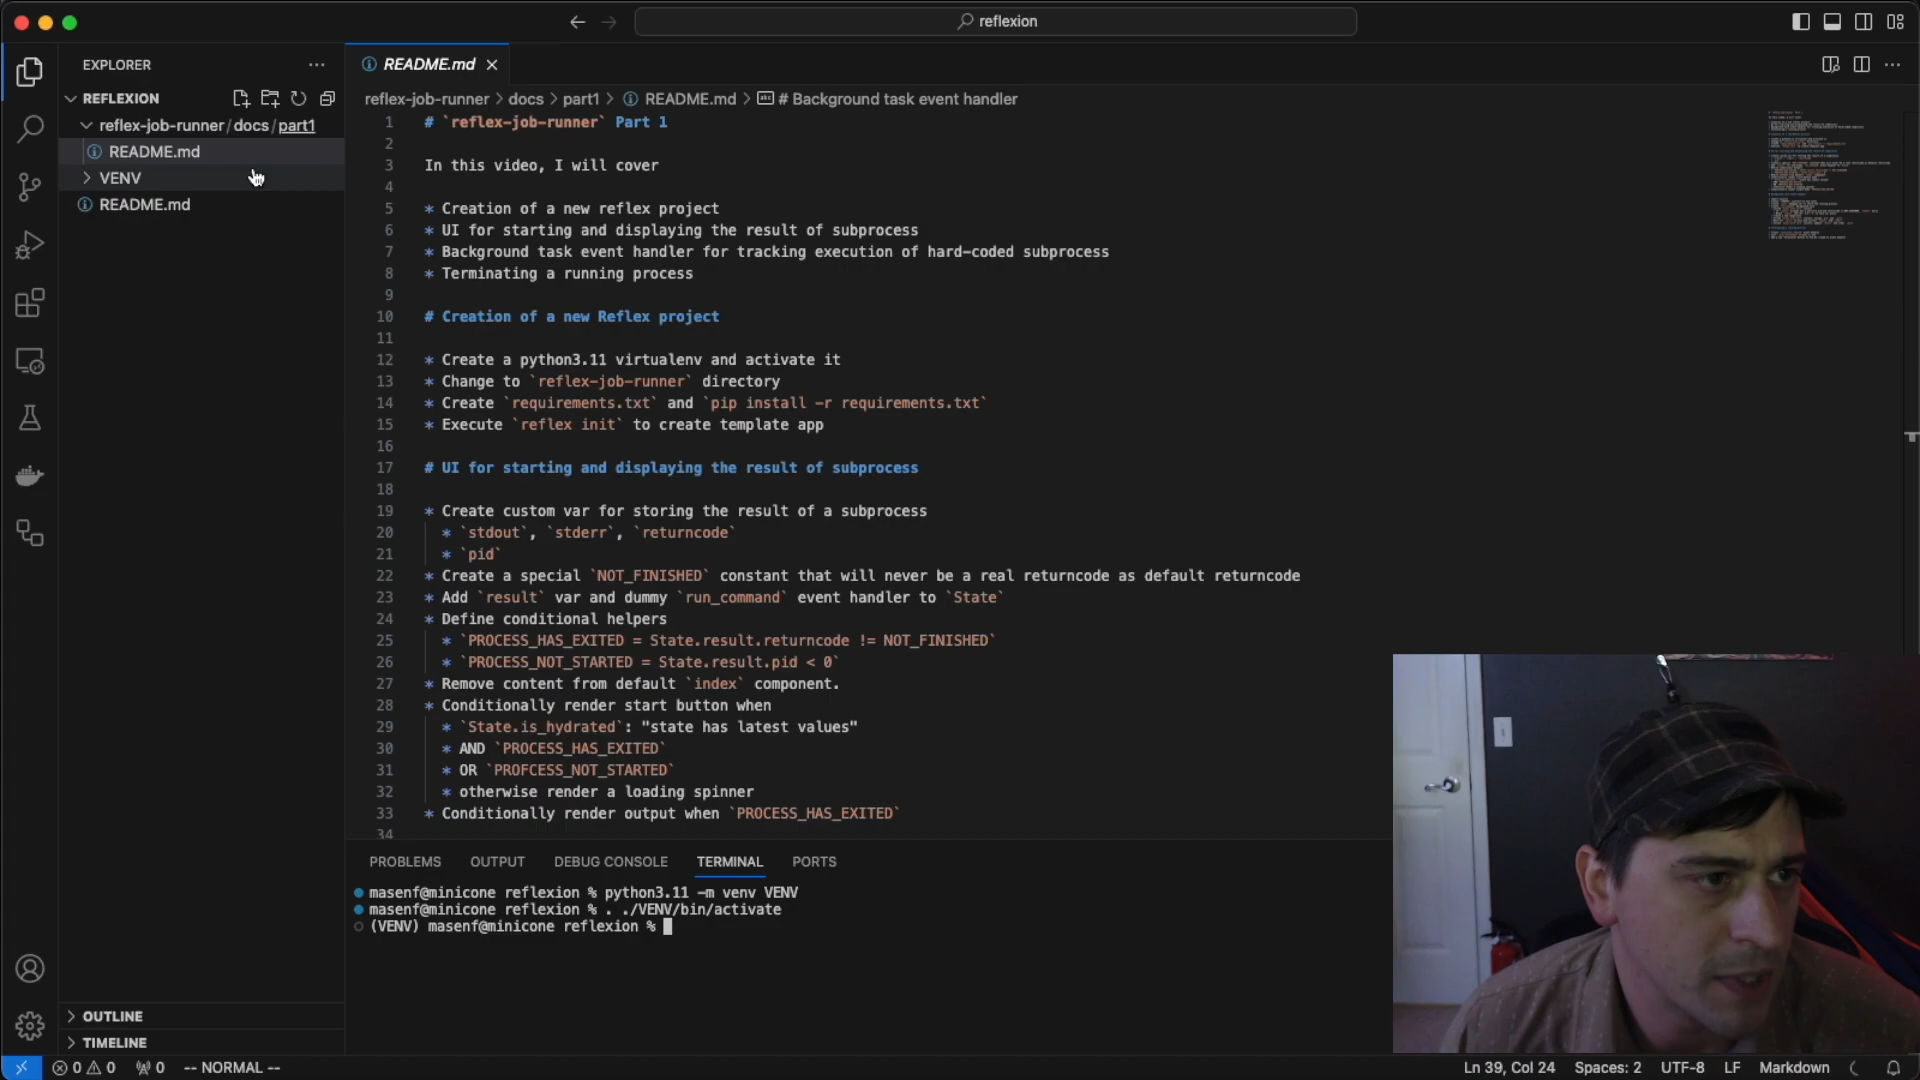 reflexion
EXPLORER
README.md
REFLEXION
reflex-job-runner > docs > part1 > README.md > # Background task event handler
reflex-job-runner / docs / part1
README.md
VENV
README.md
1 # `reflex-job-runner` Part 1
2
3 In this video, I will cover
4
5 * Creation of a new reflex project
6 * UI for starting and displaying the result of subprocess
7 * Background task event handler for tracking execution of hard-coded subprocess
8 * Terminating a running process
9
10 # Creation of a new Reflex project
11
12 * Create a python3.11 virtualenv and activate it
13 * Change to `reflex-job-runner` directory
14 * Create `requirements.txt` and `pip install -r requirements.txt`
15 * Execute `reflex init` to create template app
16
17 # UI for starting and displaying the result of subprocess
18
19 * Create custom var for storing the result of a subprocess
20 * `stdout`, `stderr`, `returncode`
21 * `pid`
22 * Create a special `NOT_FINISHED` constant that will never be a real returncode as default returncode
23 * Add `result` var and dummy `run_command` event handler to `State`
24 * Define conditional helpers
25 * `PROCESS_HAS_EXITED = State.result.returncode != NOT_FINISHED`
26 * `PROCESS_NOT_STARTED = State.result.pid < 0`
27 * Remove content from default `index` component.
28 * Conditionally render start button when
29 * `State.is_hydrated`: "state has latest values"
30 * AND `PROCESS_HAS_EXITED`
31 * OR `PROFCESS_NOT_STARTED`
32 * otherwise render a loading spinner
33 * Conditionally render output when `PROCESS_HAS_EXITED`
34
PROBLEMS OUTPUT DEBUG CONSOLE TERMINAL PORTS
masenf@minicone reflexion % python3.11 -m venv VENV
masenf@minicone reflexion % . ./VENV/bin/activate
(VENV) masenf@minicone reflexion %
OUTLINE
TIMELINE
0 0 0 -- NORMAL -- Ln 39, Col 24 Spaces: 2 UTF-8 LF Markdown